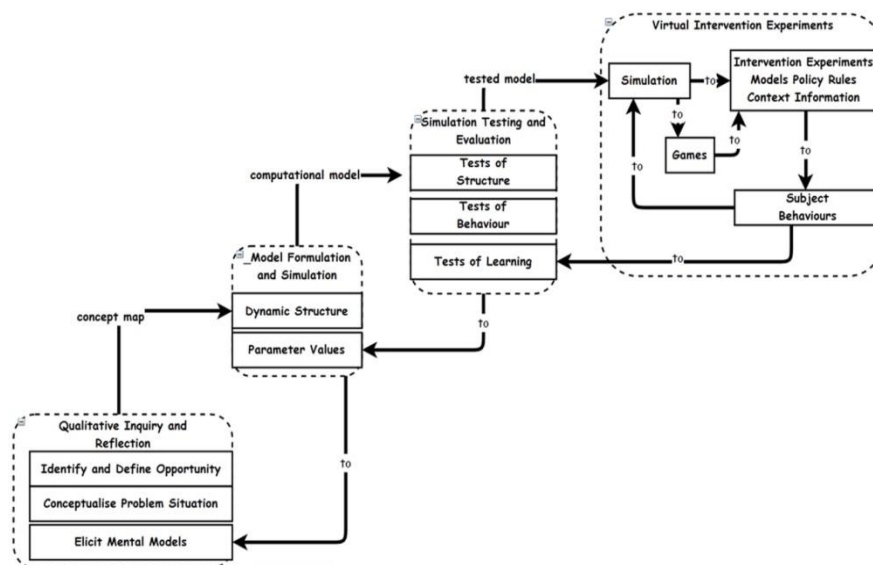 Virtual Intervention Experiments
tested model
Simulation
to
Intervention Experiments
Models Policy Rules
Context Information
to
to
Games
to
to
Subject
Behaviours
to
Simulation Testing and
Evaluation
Tests of
Structure
Tests of
Behaviour
Tests of Learning
to
computational model
_Model Formulation
and Simulation
Dynamic Structure
Parameter Values
to
concept map
Qualitative Inquiry and
Reflection
Identify and Define Opportunity
Conceptualise Problem Situation
Elicit Mental Models
to